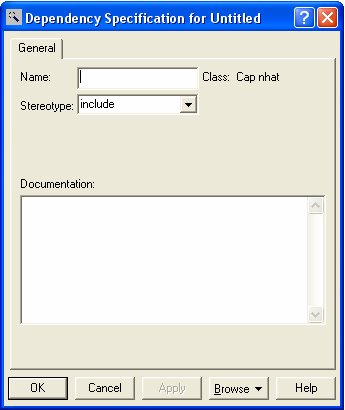 Dependency Specification for Untitled
General
Name: Class: Cap nhat
Stereotype: include
Documentation:
OK Cancel Apply Browse Help